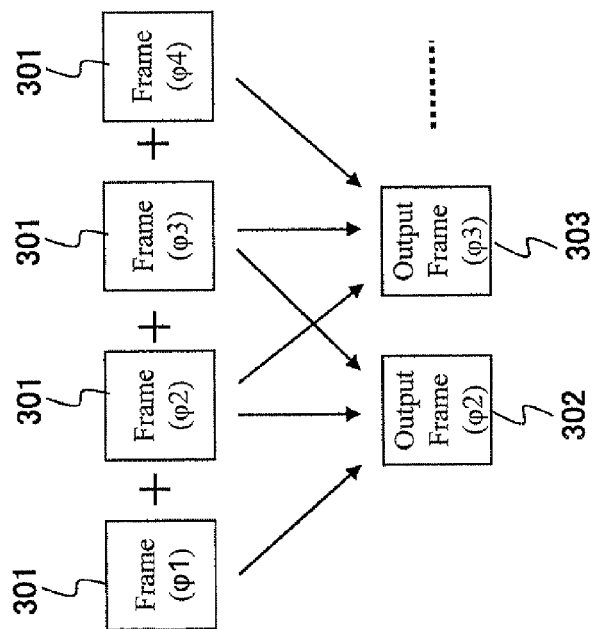 301
301
301
301
Frame
(φ1)
+
Frame
(φ2)
+
Frame
(φ3)
+
Frame
(φ4)
Output
Frame
(φ2)
Output
Frame
(φ3)
302
303